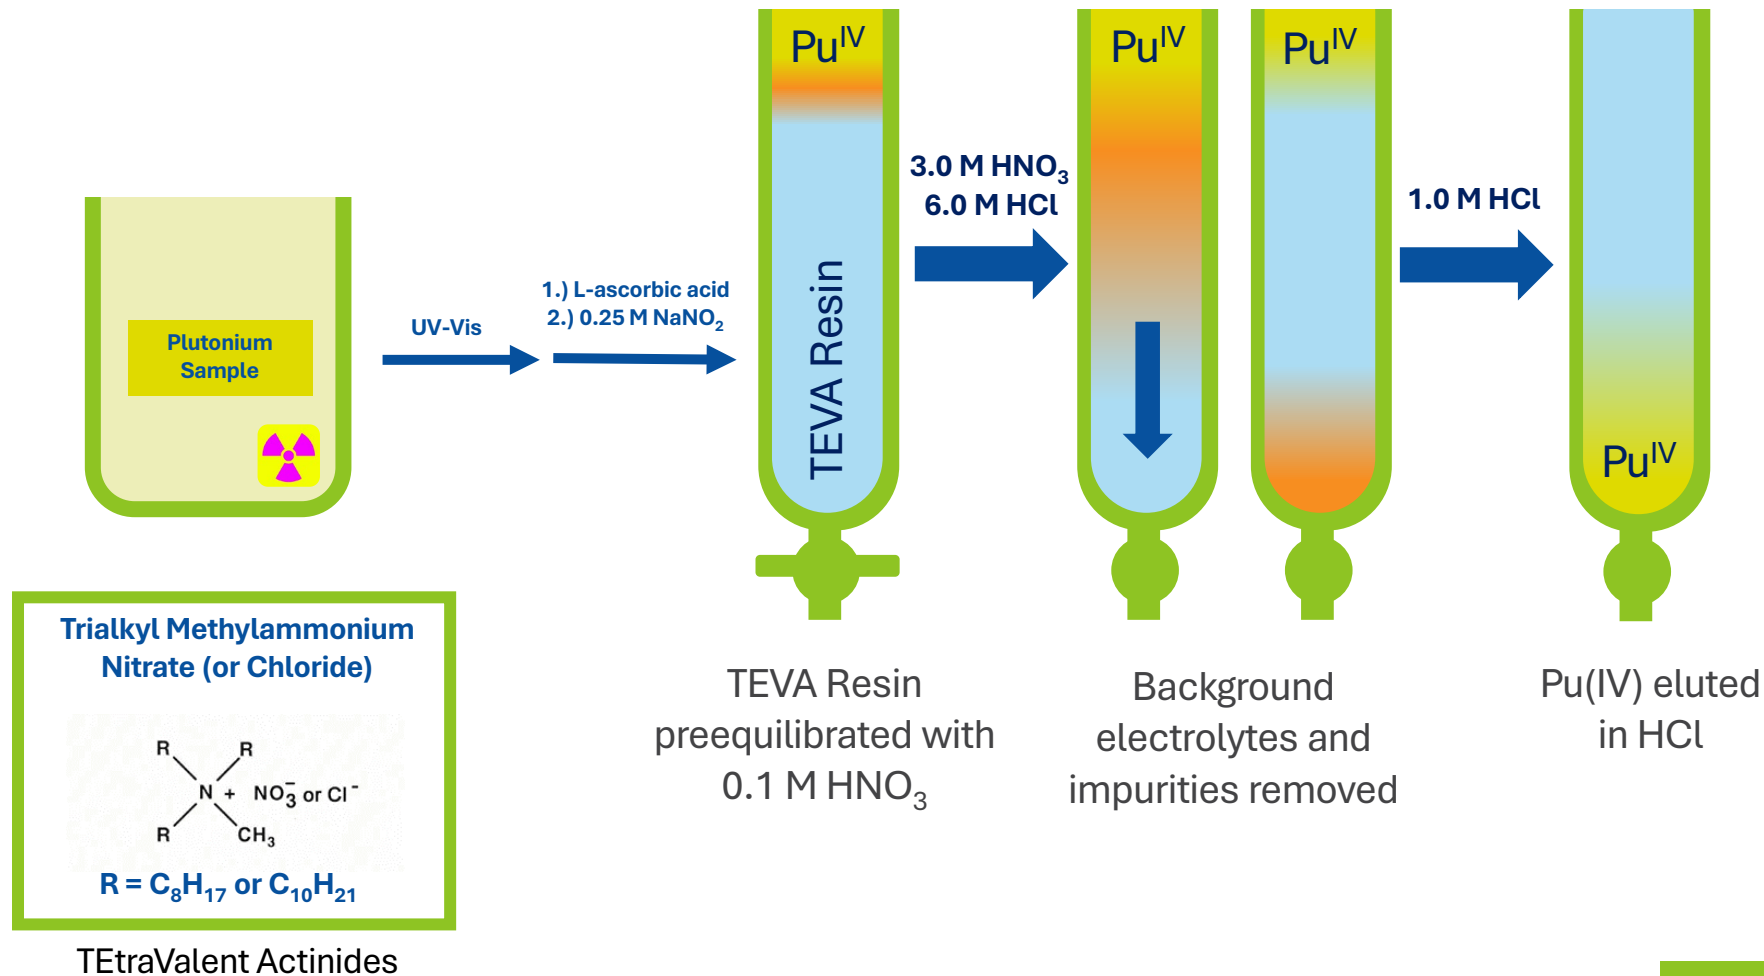 Plutonium
Sample
UV-Vis
1.) L-ascorbic acid
2.) 0.25 M NaNO₂
Puᴵⱽ
TEVA Resin
3.0 M HNO₃
6.0 M HCl
Puᴵⱽ
Puᴵⱽ
1.0 M HCl
Puᴵⱽ
TEVA Resin
preequilibrated with
0.1 M HNO₃
Background
electrolytes and
impurities removed
Pu(IV) eluted
in HCl
Trialkyl Methylammonium
Nitrate (or Chloride)
R R
N + NO₃⁻ or Cl⁻
R CH₃
R = C₈H₁₇ or C₁₀H₂₁
TEtraValent Actinides